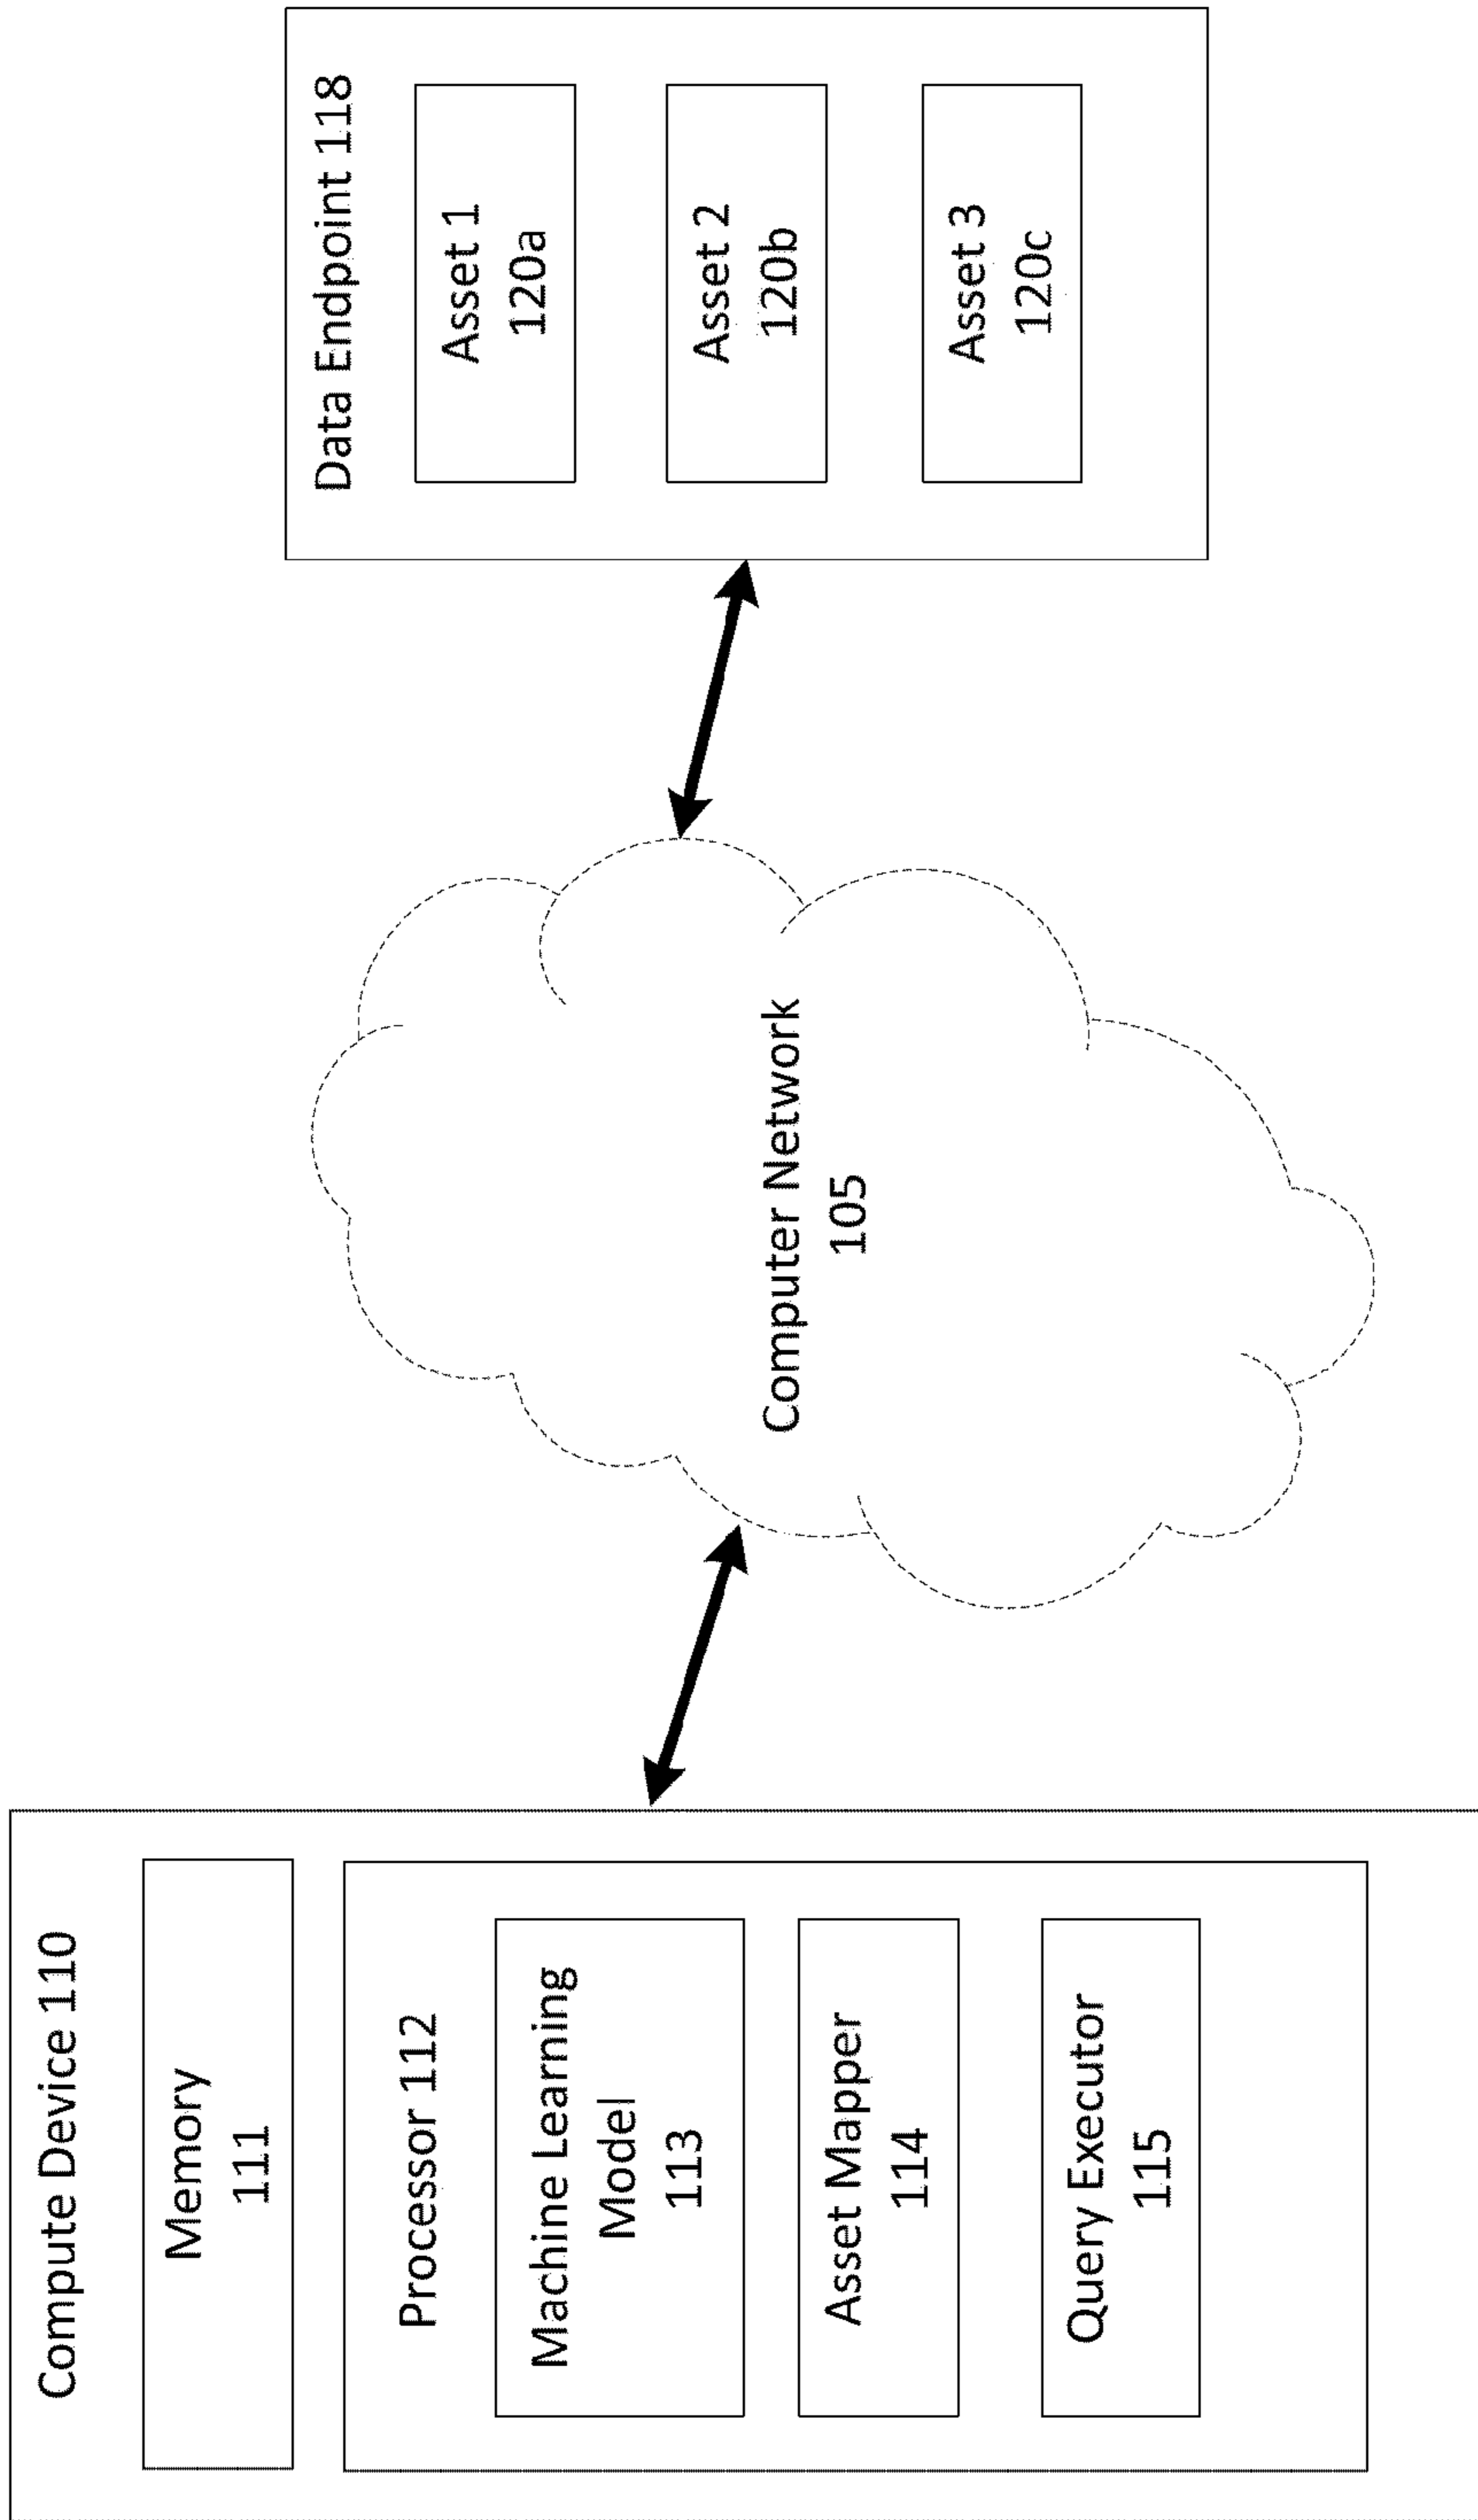 Compute Device 110
Memory
111
Processor 112
Machine Learning
Model
113
Asset Mapper
114
Query Executor
115
Computer Network
105
Data Endpoint 118
Asset 1
120a
Asset 2
120b
Asset 3
120c